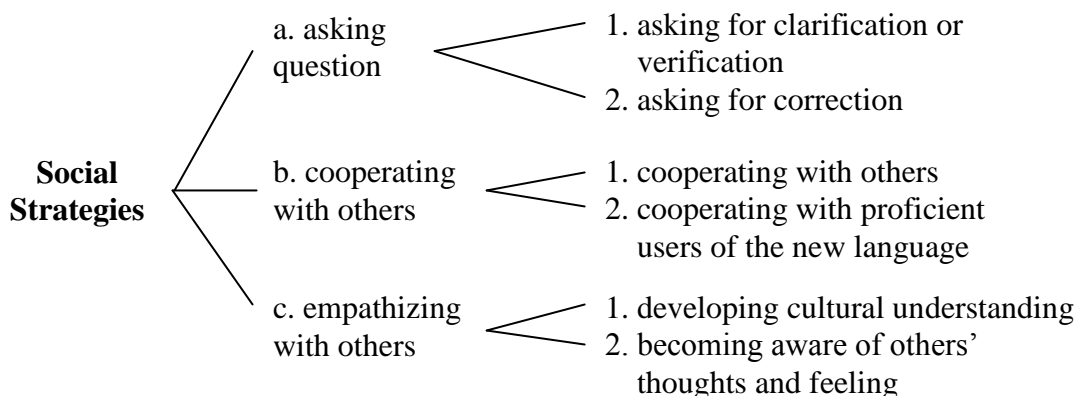 Social
Strategies
a. asking
question
1. asking for clarification or
verification
2. asking for correction
b. cooperating
with others
1. cooperating with others
2. cooperating with proficient
users of the new language
c. empathizing
with others
1. developing cultural understanding
2. becoming aware of others’
thoughts and feeling